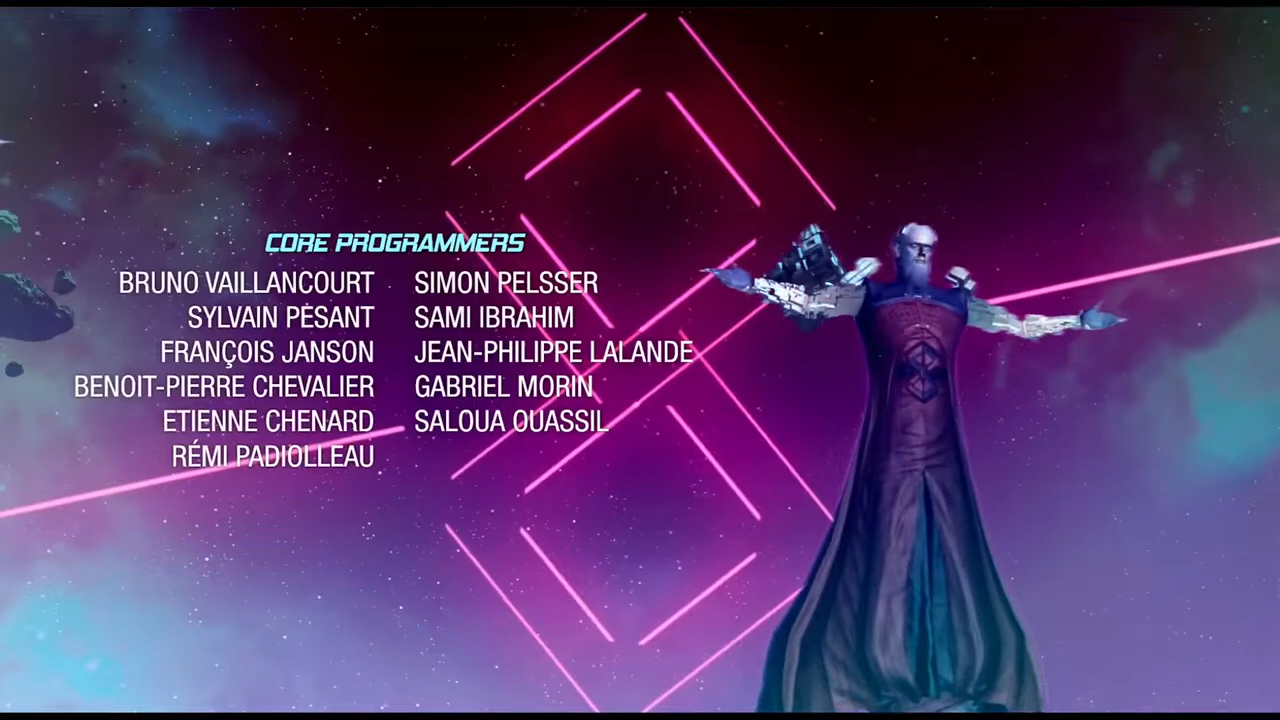 CORE PROGRAMMERS
BRUNO VAILLANCOURT
SYLVAIN PESANT
FRANÇOIS JANSON
BENOIT-PIERRE CHEVALIER
ETIENNE CHENARD
RÉMI PADIOLLEAU
SIMON PELSSER
SAMI IBRAHIM
JEAN-PHILIPPE LALANDE
GABRIEL MORIN
SALOUA OUASSIL